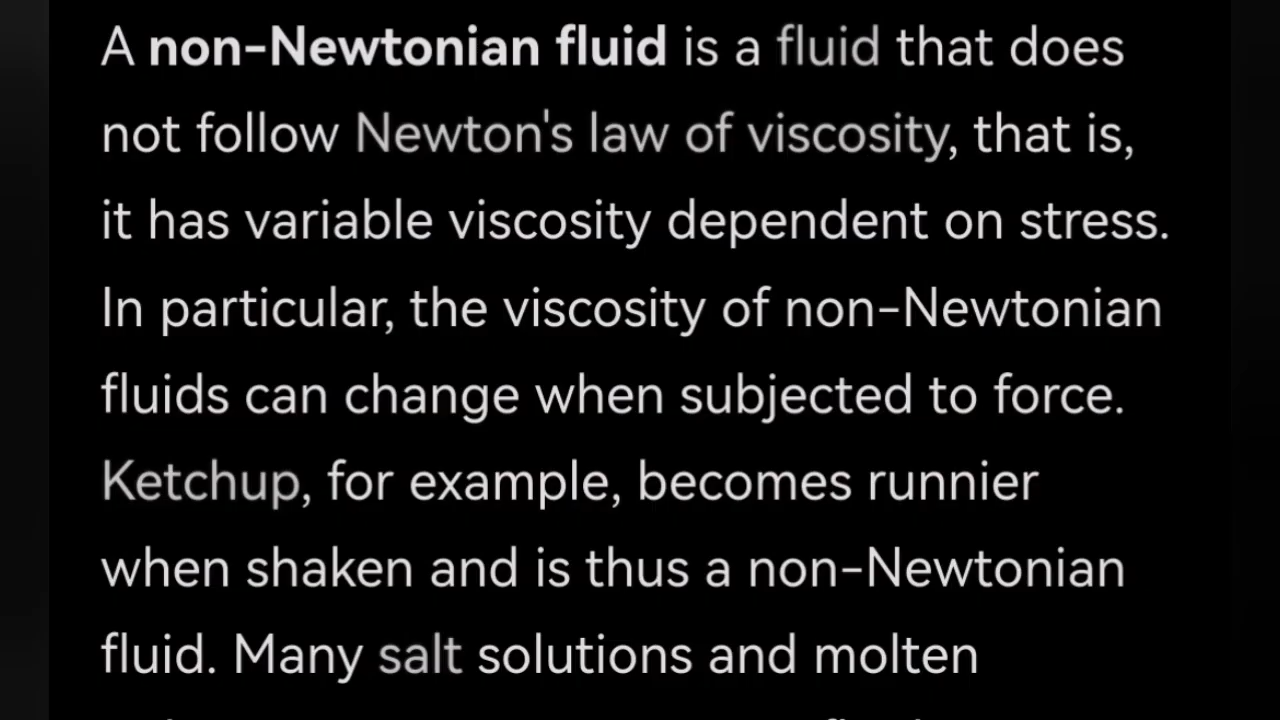 A non-Newtonian fluid is a fluid that does
not follow Newton's law of viscosity, that is,
it has variable viscosity dependent on stress.
In particular, the viscosity of non-Newtonian
fluids can change when subjected to force.
Ketchup, for example, becomes runnier
when shaken and is thus a non-Newtonian
fluid. Many salt solutions and molten